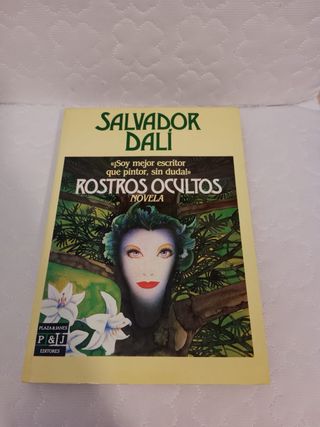 SALVADOR
DALÍ
«¡Soy mejor escritor
que pintor, sin duda!»
ROSTROS OCULTOS
NOVELA
PLAZA & JANES
P & J
EDITORES